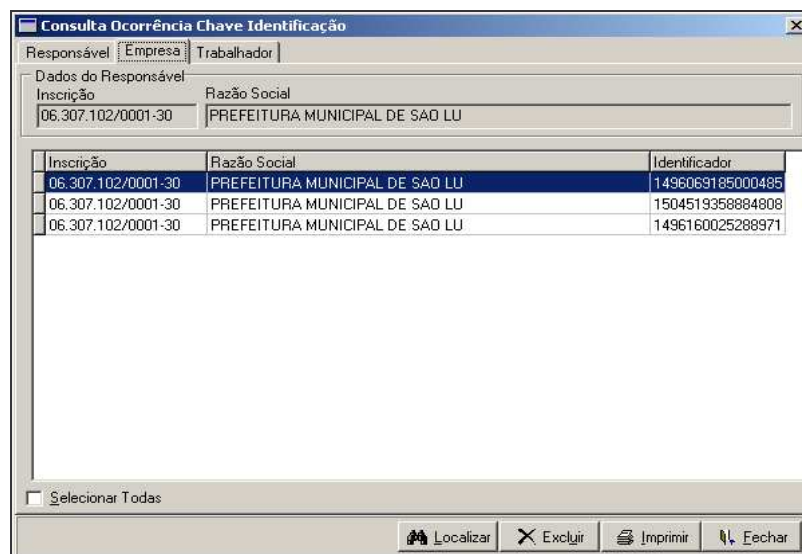 Consulta Ocorrência Chave Identificação
Responsável Empresa Trabalhador
Dados do Responsável
Inscrição Razão Social
06.307.102/0001-30 PREFEITURA MUNICIPAL DE SAO LU
Inscrição Razão Social Identificador
06.307.102/0001-30 PREFEITURA MUNICIPAL DE SAO LU 1496069185000485
06.307.102/0001-30 PREFEITURA MUNICIPAL DE SAO LU 1504519358884808
06.307.102/0001-30 PREFEITURA MUNICIPAL DE SAO LU 1496160025288971
Selecionar Todas
Localizar Excluir Imprimir Fechar